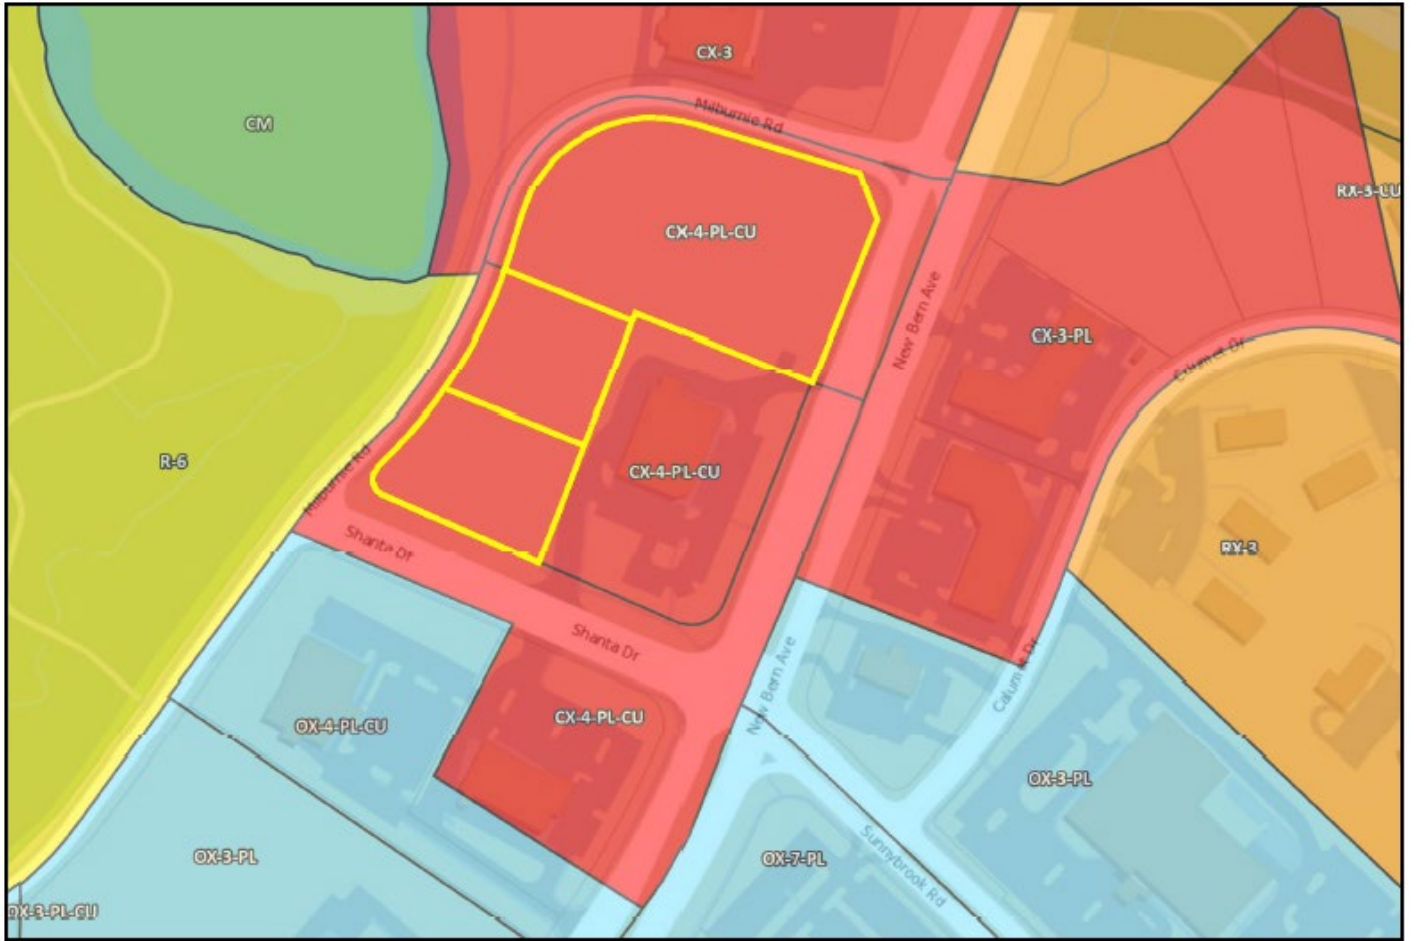 CX-3
Milburnie Rd
CM
RX-3-CU
CX-4-PL-CU
New Bern Ave
CX-3-PL
Calumet Dr
R-6
Milburnie Rd
CX-4-PL-CU
Shanta Dr
RX-3
Shanta Dr
New Bern Ave
Calumet Dr
OX-4-PL-CU
CX-4-PL-CU
OX-3-PL
OX-3-PL
OX-7-PL
Sunnybrook Rd
OX-3-PL-CU